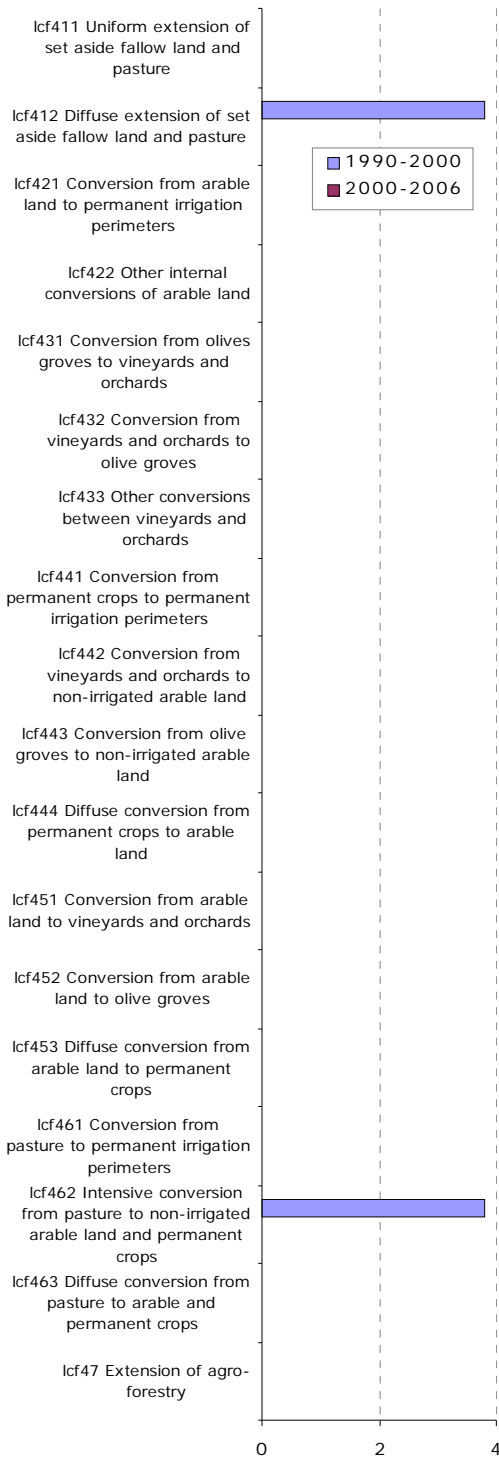 lcf411 Uniform extension of
set aside fallow land and
pasture
lcf412 Diffuse extension of set
aside fallow land and pasture
1990-2000
2000-2006
lcf421 Conversion from arable
land to permanent irrigation
perimeters
lcf422 Other internal
conversions of arable land
lcf431 Conversion from olives
groves to vineyards and
orchards
lcf432 Conversion from
vineyards and orchards to
olive groves
lcf433 Other conversions
between vineyards and
orchards
lcf441 Conversion from
permanent crops to permanent
irrigation perimeters
lcf442 Conversion from
vineyards and orchards to
non-irrigated arable land
lcf443 Conversion from olive
groves to non-irrigated arable
land
lcf444 Diffuse conversion from
permanent crops to arable
land
lcf451 Conversion from arable
land to vineyards and orchards
lcf452 Conversion from arable
land to olive groves
lcf453 Diffuse conversion from
arable land to permanent
crops
lcf461 Conversion from
pasture to permanent irrigation
perimeters
lcf462 Intensive conversion
from pasture to non-irrigated
arable land and permanent
crops
lcf463 Diffuse conversion from
pasture to arable and
permanent crops
lcf47 Extension of agro-
forestry
0 2 4